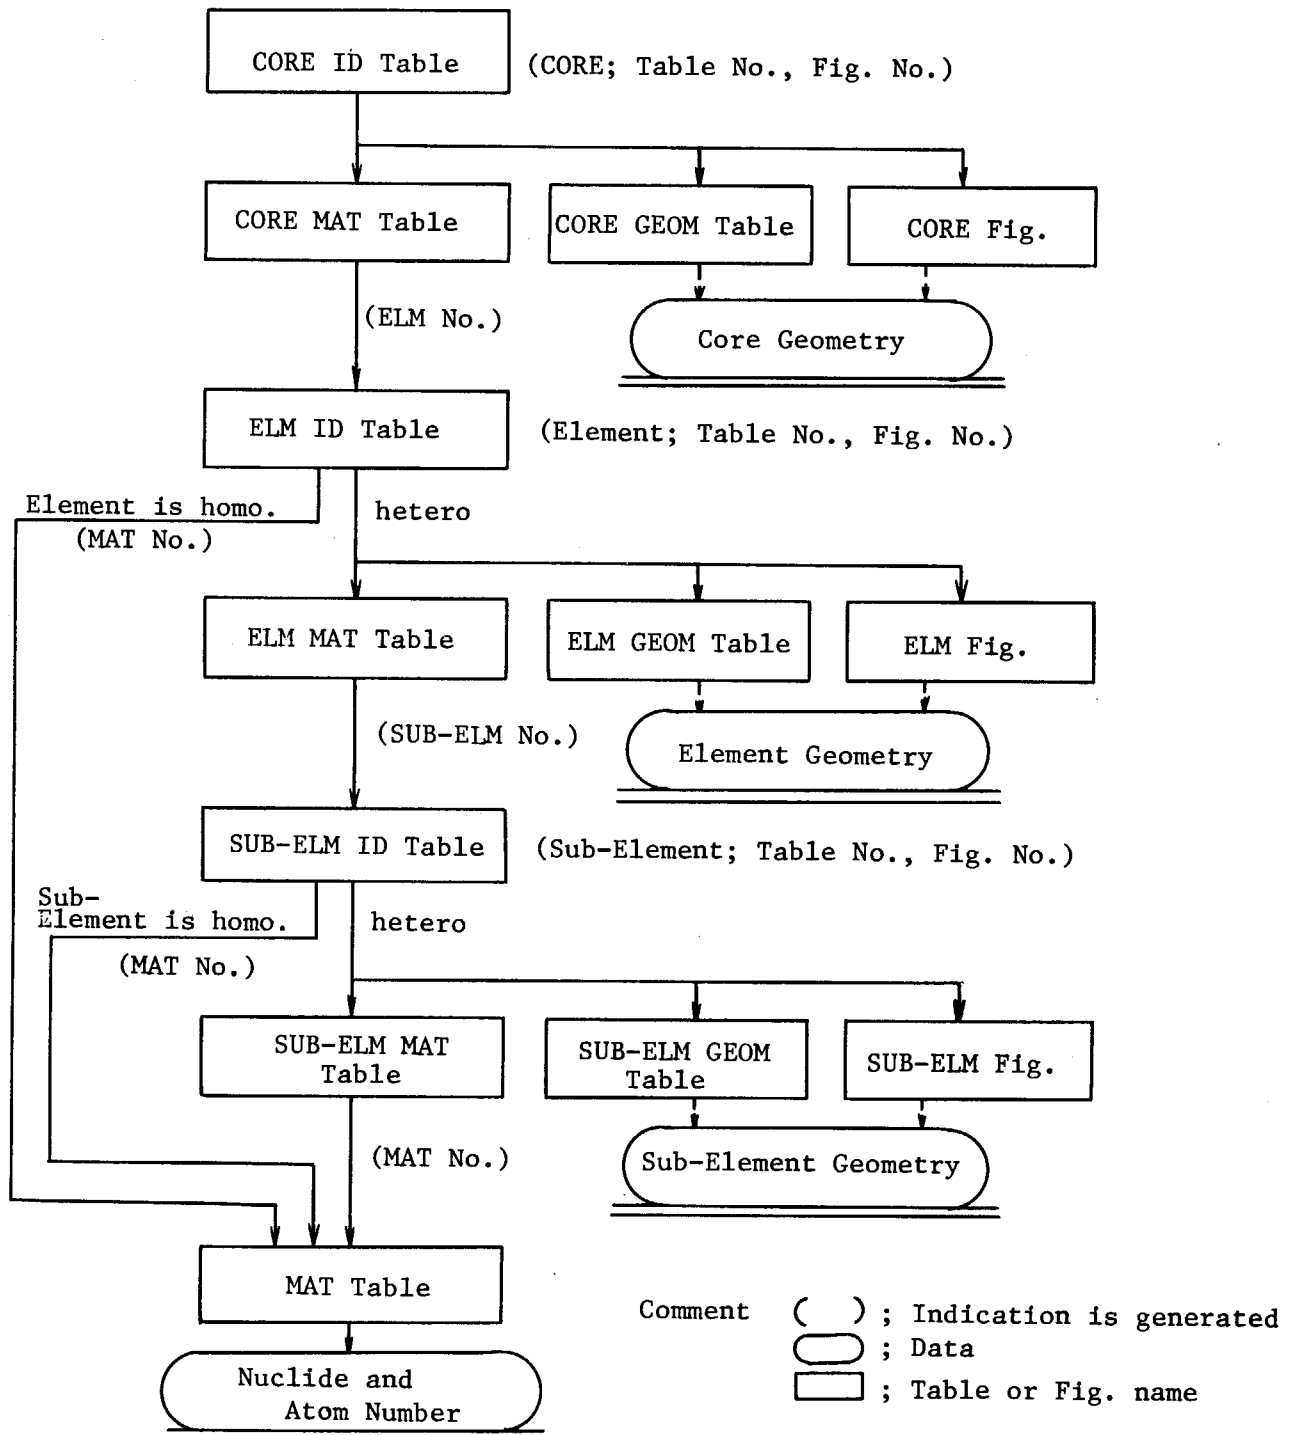 CORE ID Table
(CORE; Table No., Fig. No.)
CORE MAT Table
CORE GEOM Table
CORE Fig.
(ELM No.)
Core Geometry
ELM ID Table
(Element; Table No., Fig. No.)
Element is homo.
(MAT No.)
hetero
ELM MAT Table
ELM GEOM Table
ELM Fig.
(SUB-ELM No.)
Element Geometry
SUB-ELM ID Table
(Sub-Element; Table No., Fig. No.)
Sub-
Element is homo.
(MAT No.)
hetero
SUB-ELM MAT
Table
SUB-ELM GEOM
Table
SUB-ELM Fig.
(MAT No.)
Sub-Element Geometry
MAT Table
Nuclide and
Atom Number
Comment ( ) ; Indication is generated
; Data
; Table or Fig. name